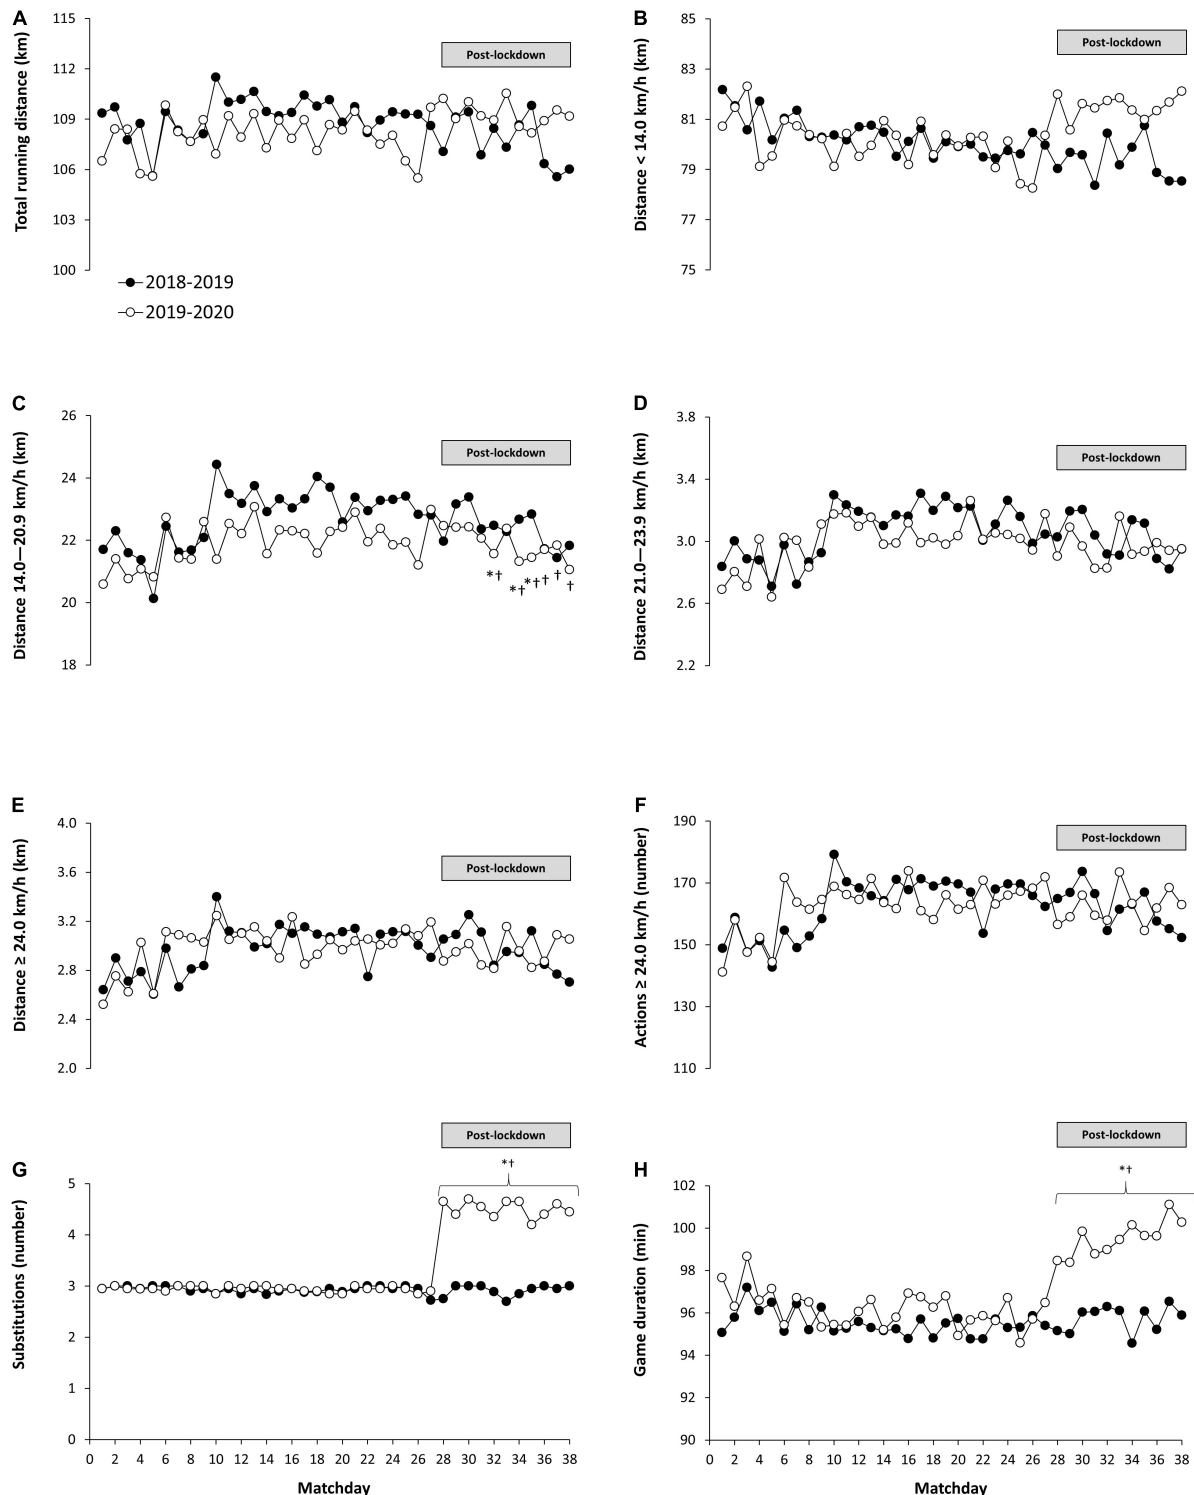 A
Total running distance (km)
115
112
109
106
103
100
Post-lockdown
2018-2019
2019-2020
B
Distance < 14.0 km/h (km)
85
83
81
79
77
75
Post-lockdown
C
Distance 14.0—20.9 km/h (km)
26
24
22
20
18
Post-lockdown
*† *† *† † † †
D
Distance 21.0—23.9 km/h (km)
3.8
3.4
3.0
2.6
2.2
Post-lockdown
E
Distance ≥ 24.0 km/h (km)
4.0
3.6
3.2
2.8
2.4
2.0
Post-lockdown
F
Actions ≥ 24.0 km/h (number)
190
170
150
130
110
Post-lockdown
G
Substitutions (number)
5
4
3
2
1
0
Post-lockdown
*†
0 2 4 6 8 10 12 14 16 18 20 22 24 26 28 30 32 34 36 38
Matchday
H
Game duration (min)
102
100
98
96
94
92
90
Post-lockdown
*†
0 2 4 6 8 10 12 14 16 18 20 22 24 26 28 30 32 34 36 38
Matchday